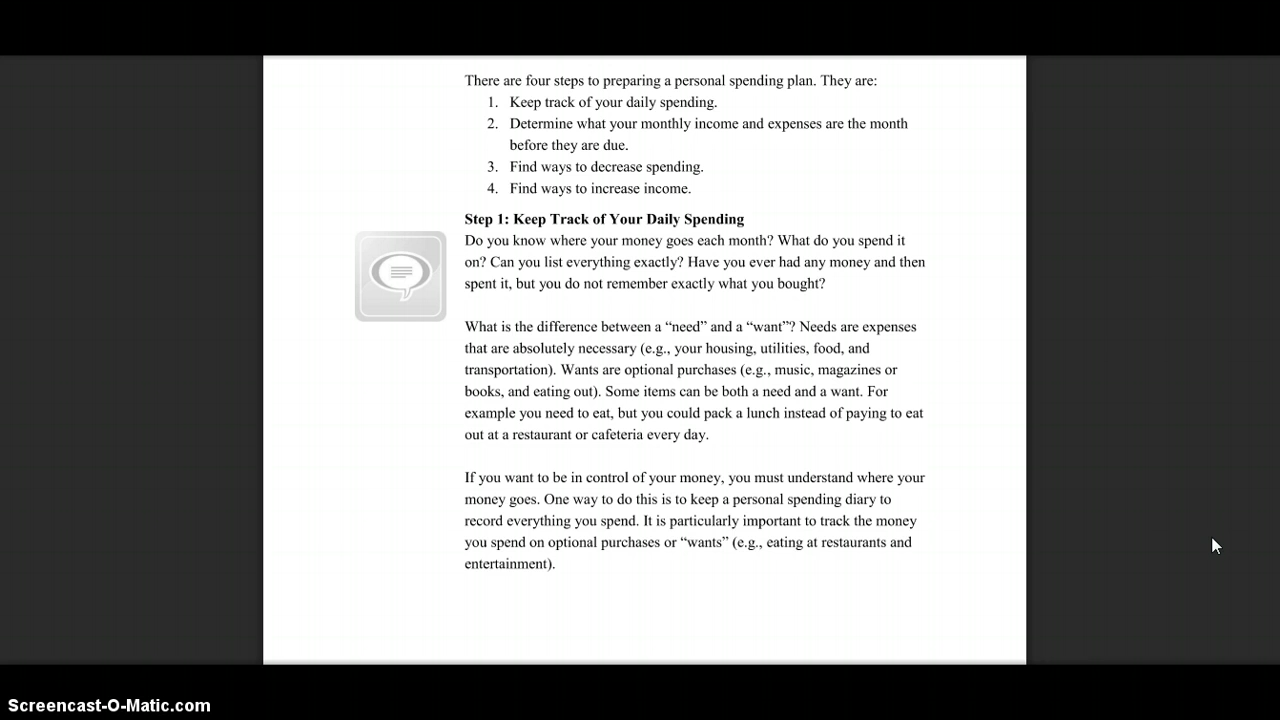 There are four steps to preparing a personal spending plan. They are:
1. Keep track of your daily spending.
2. Determine what your monthly income and expenses are the month
before they are due.
3. Find ways to decrease spending.
4. Find ways to increase income.
Step 1: Keep Track of Your Daily Spending
Do you know where your money goes each month? What do you spend it
on? Can you list everything exactly? Have you ever had any money and then
spent it, but you do not remember exactly what you bought?
What is the difference between a “need” and a “want”? Needs are expenses
that are absolutely necessary (e.g., your housing, utilities, food, and
transportation). Wants are optional purchases (e.g., music, magazines or
books, and eating out). Some items can be both a need and a want. For
example you need to eat, but you could pack a lunch instead of paying to eat
out at a restaurant or cafeteria every day.
If you want to be in control of your money, you must understand where your
money goes. One way to do this is to keep a personal spending diary to
record everything you spend. It is particularly important to track the money
you spend on optional purchases or “wants” (e.g., eating at restaurants and
entertainment).
Screencast-O-Matic.com